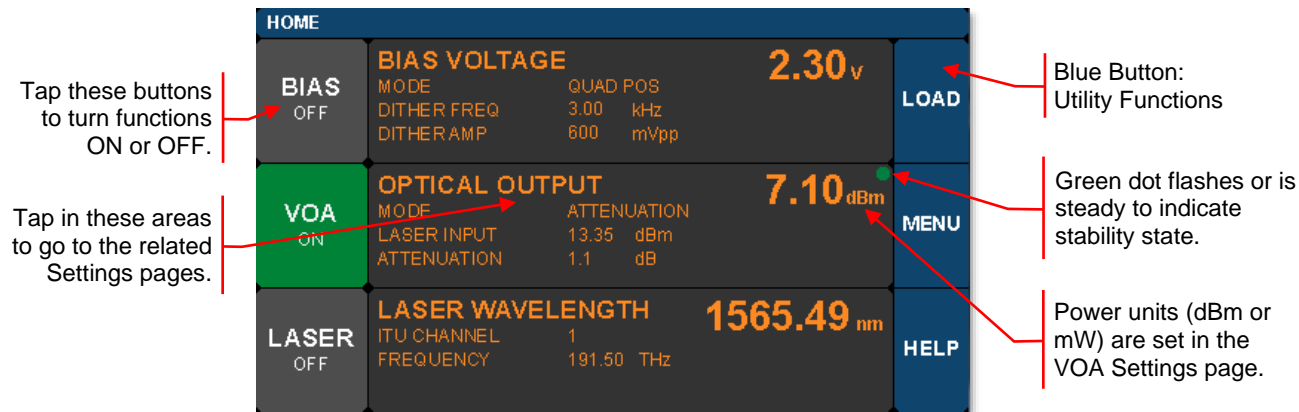 HOME
Tap these buttons
to turn functions
ON or OFF.
BIAS
OFF
BIAS VOLTAGE
2.30 V
MODE QUAD POS
DITHER FREQ 3.00 kHz
DITHER AMP 600 mVpp
LOAD
Blue Button:
Utility Functions
Tap in these areas
to go to the related
Settings pages.
VOA
ON
OPTICAL OUTPUT
7.10 dBm
MODE ATTENUATION
LASER INPUT 13.35 dBm
ATTENUATION 1.1 dB
MENU
Green dot flashes or is
steady to indicate
stability state.
LASER
OFF
LASER WAVELENGTH
1565.49 nm
ITU CHANNEL 1
FREQUENCY 191.50 THz
HELP
Power units (dBm or
mW) are set in the
VOA Settings page.